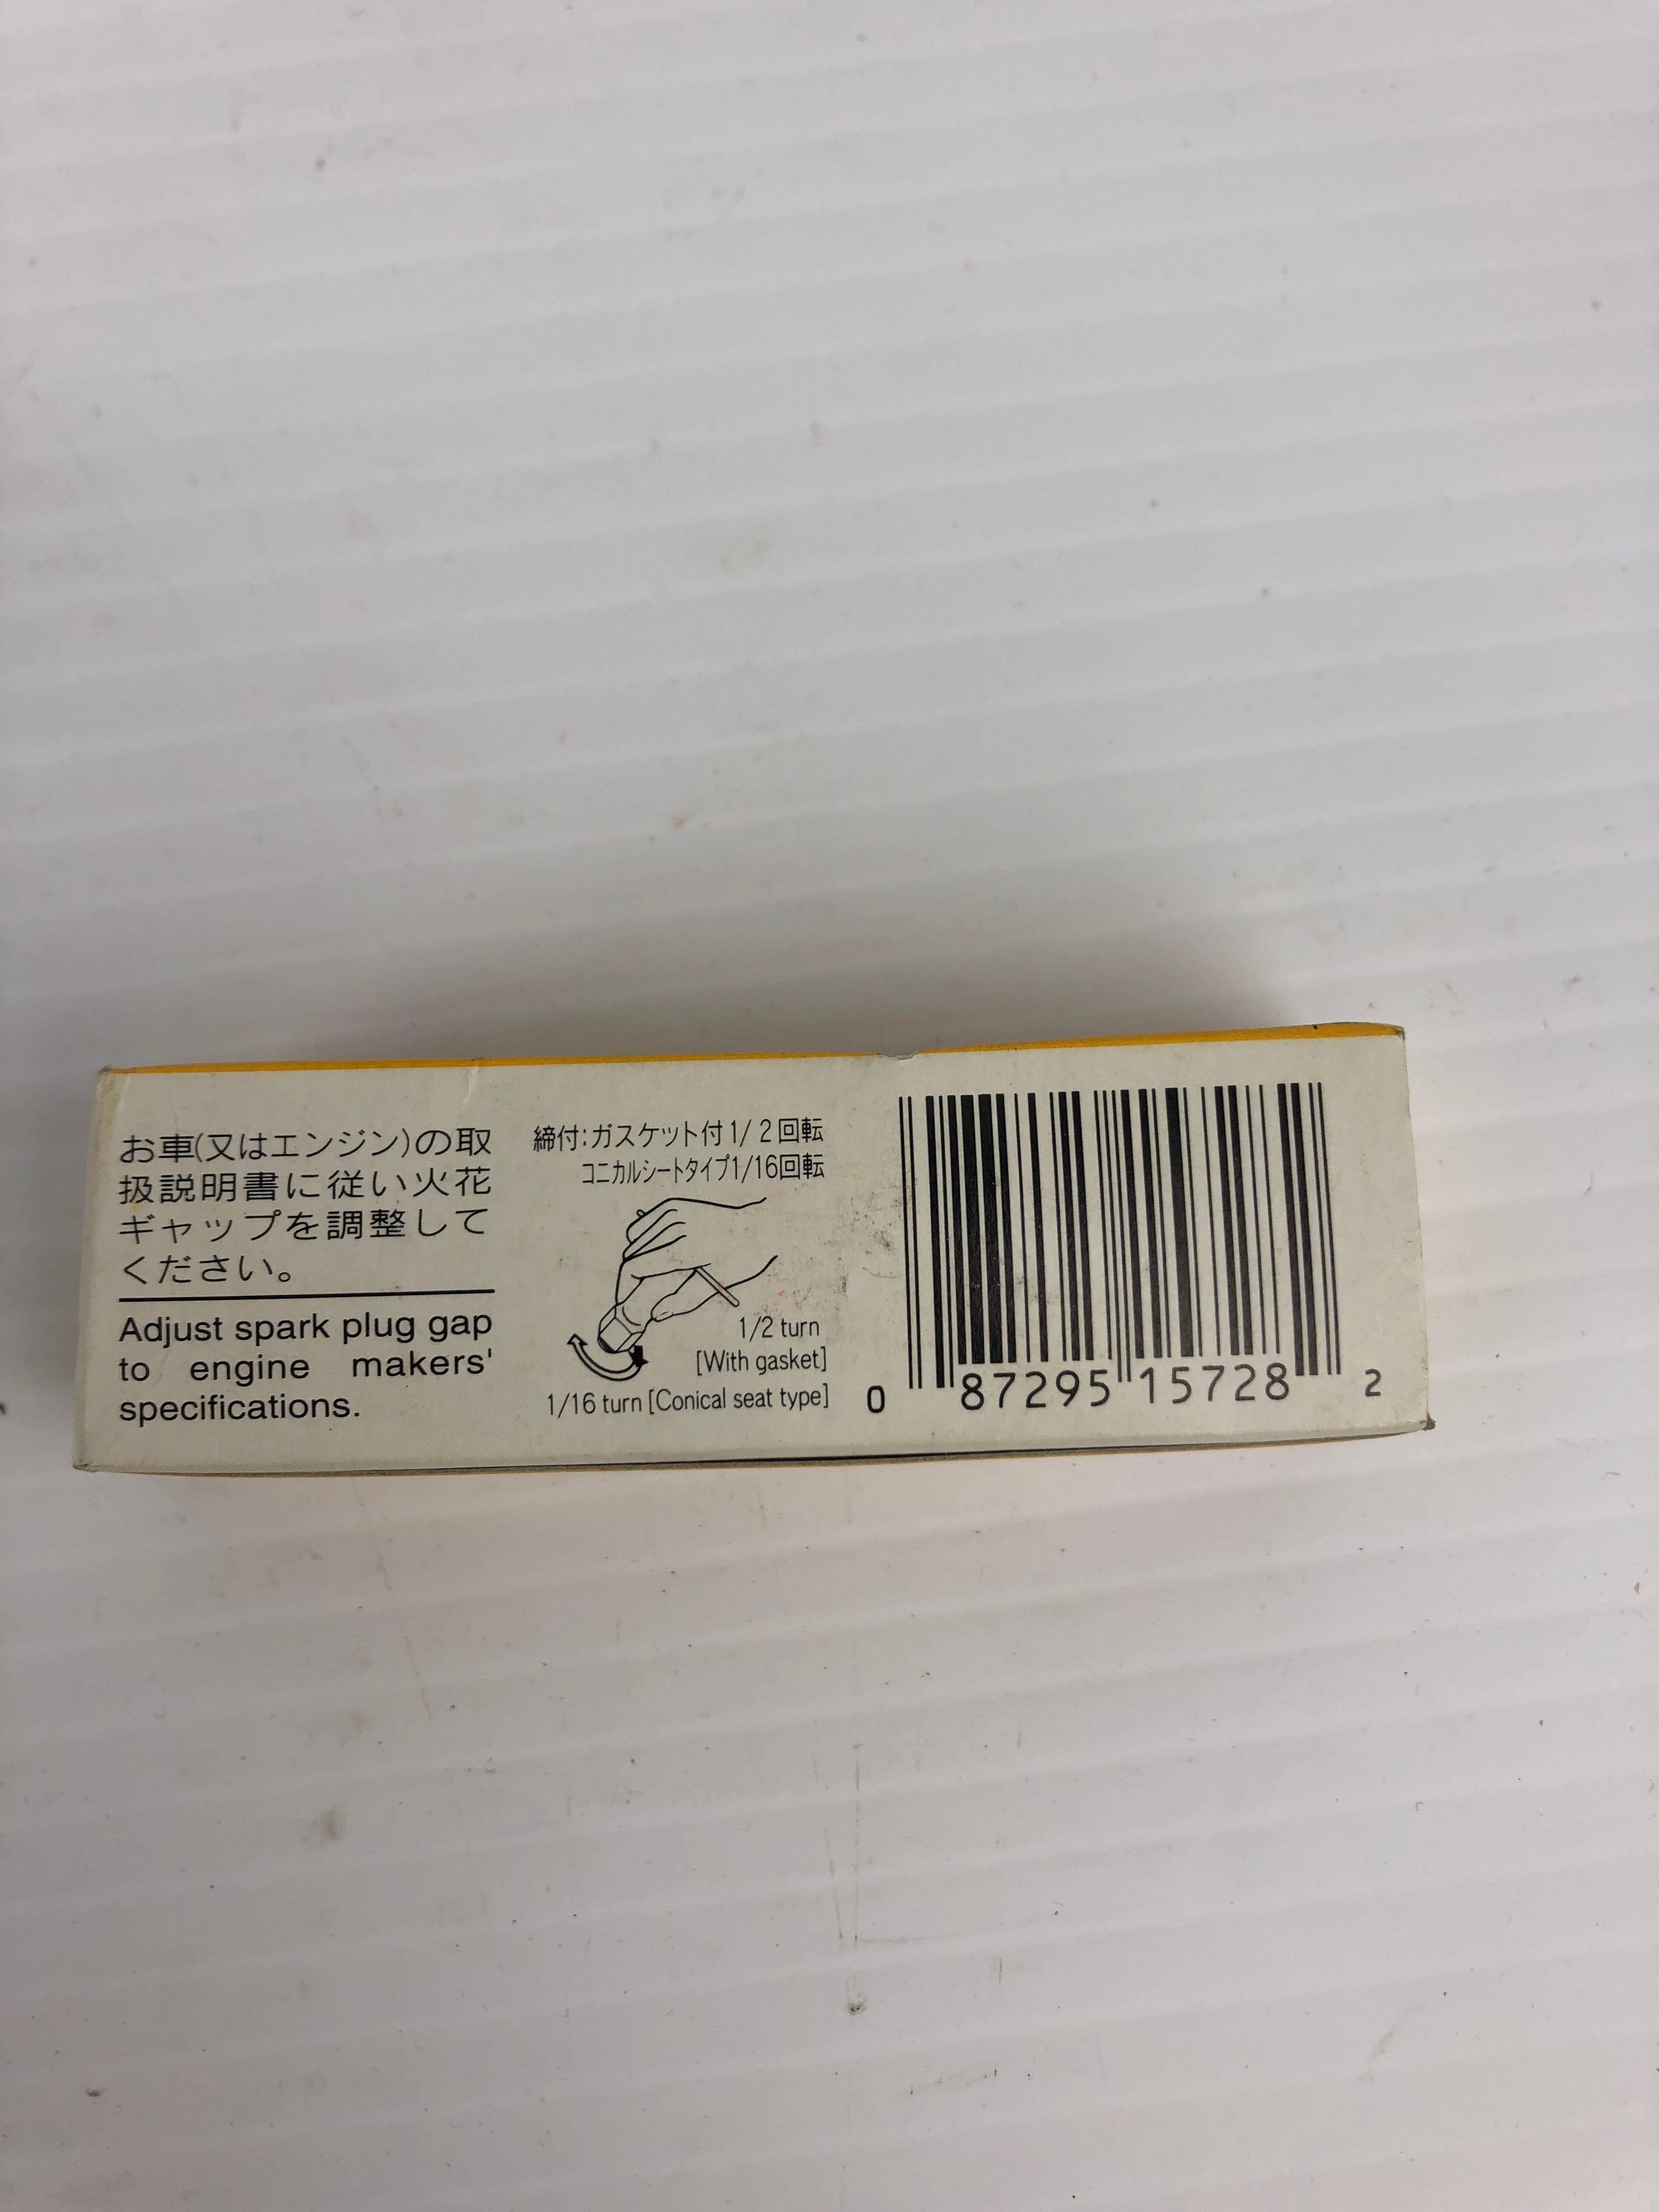 お車(又はエンジン)の取
扱説明書に従い火花
ギャップを調整して
ください。
Adjust spark plug gap
to engine makers'
specifications.
締付:ガスケット付1/2回転
コニカルシートタイプ1/16回転
1/2 turn
[With gasket]
1/16 turn [Conical seat type]
0 87295 15728 2